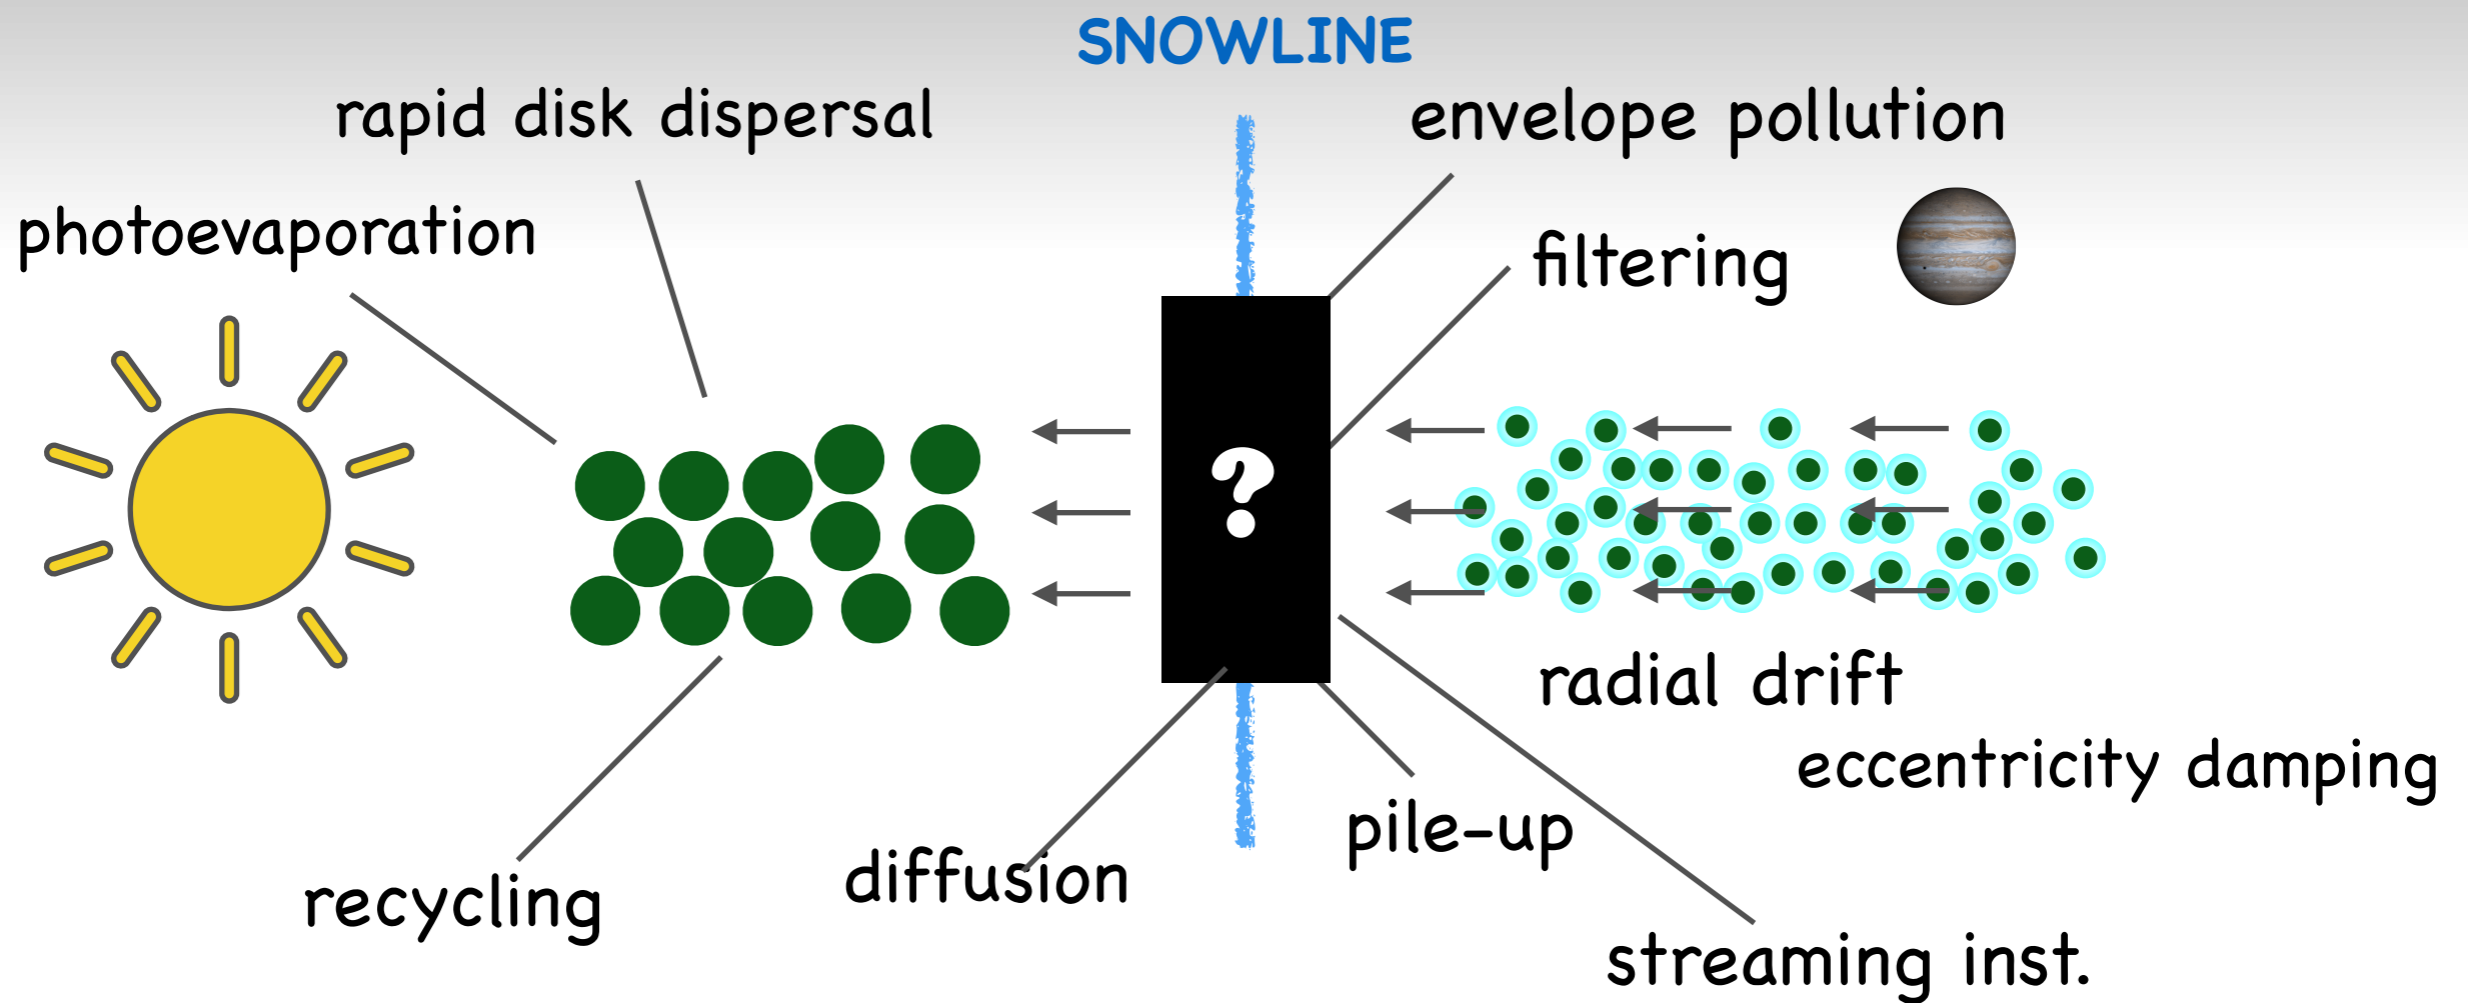 SNOWLINE
rapid disk dispersal
envelope pollution
photoevaporation
filtering
?
radial drift
eccentricity damping
pile-up
diffusion
recycling
streaming inst.